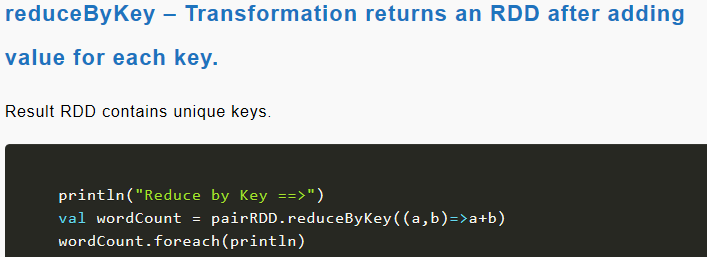 reduceByKey – Transformation returns an RDD after adding
value for each key.
Result RDD contains unique keys.
println("Reduce by Key ==>")
val wordCount = pairRDD.reduceByKey((a,b)=>a+b)
wordCount.foreach(println)